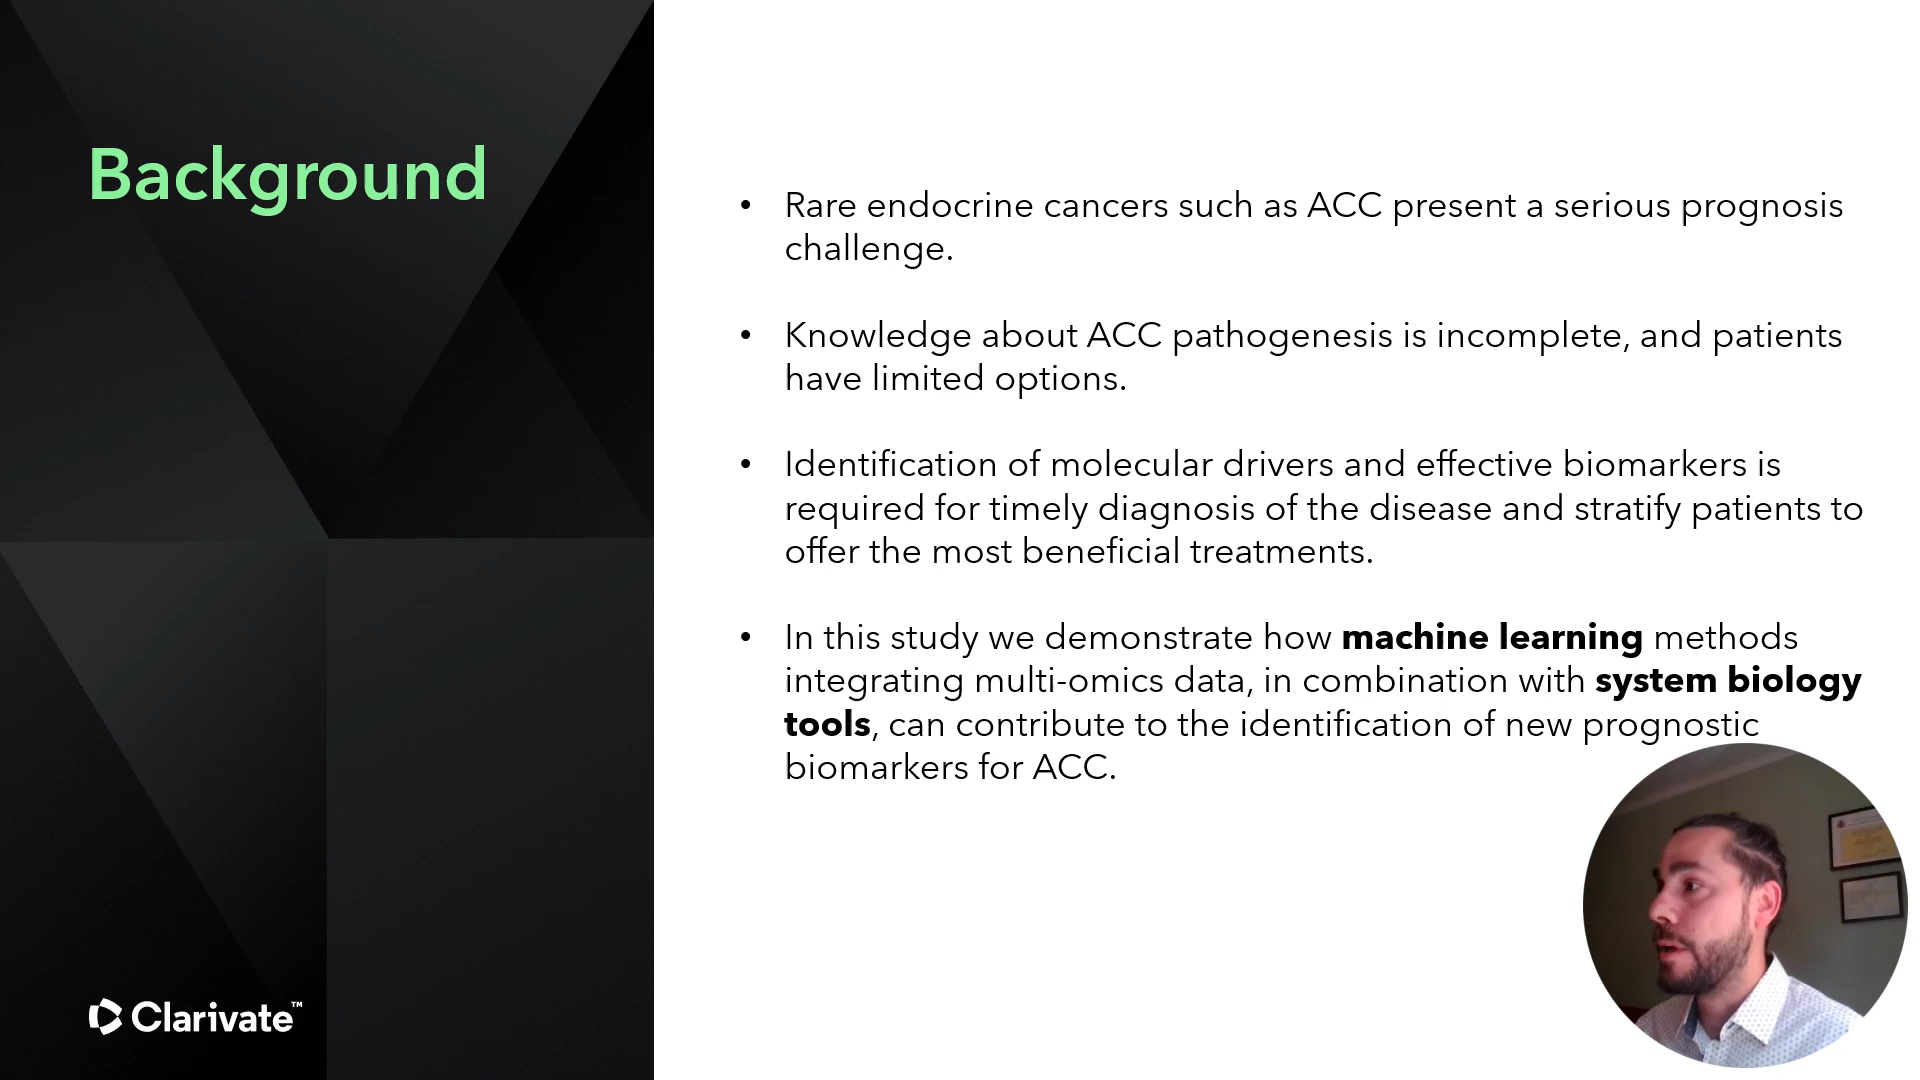 Background
• Rare endocrine cancers such as ACC present a serious prognosis
challenge.
• Knowledge about ACC pathogenesis is incomplete, and patients
have limited options.
• Identification of molecular drivers and effective biomarkers is
required for timely diagnosis of the disease and stratify patients to
offer the most beneficial treatments.
• In this study we demonstrate how machine learning methods
integrating multi-omics data, in combination with system biology
tools, can contribute to the identification of new prognostic
biomarkers for ACC.
Clarivate™